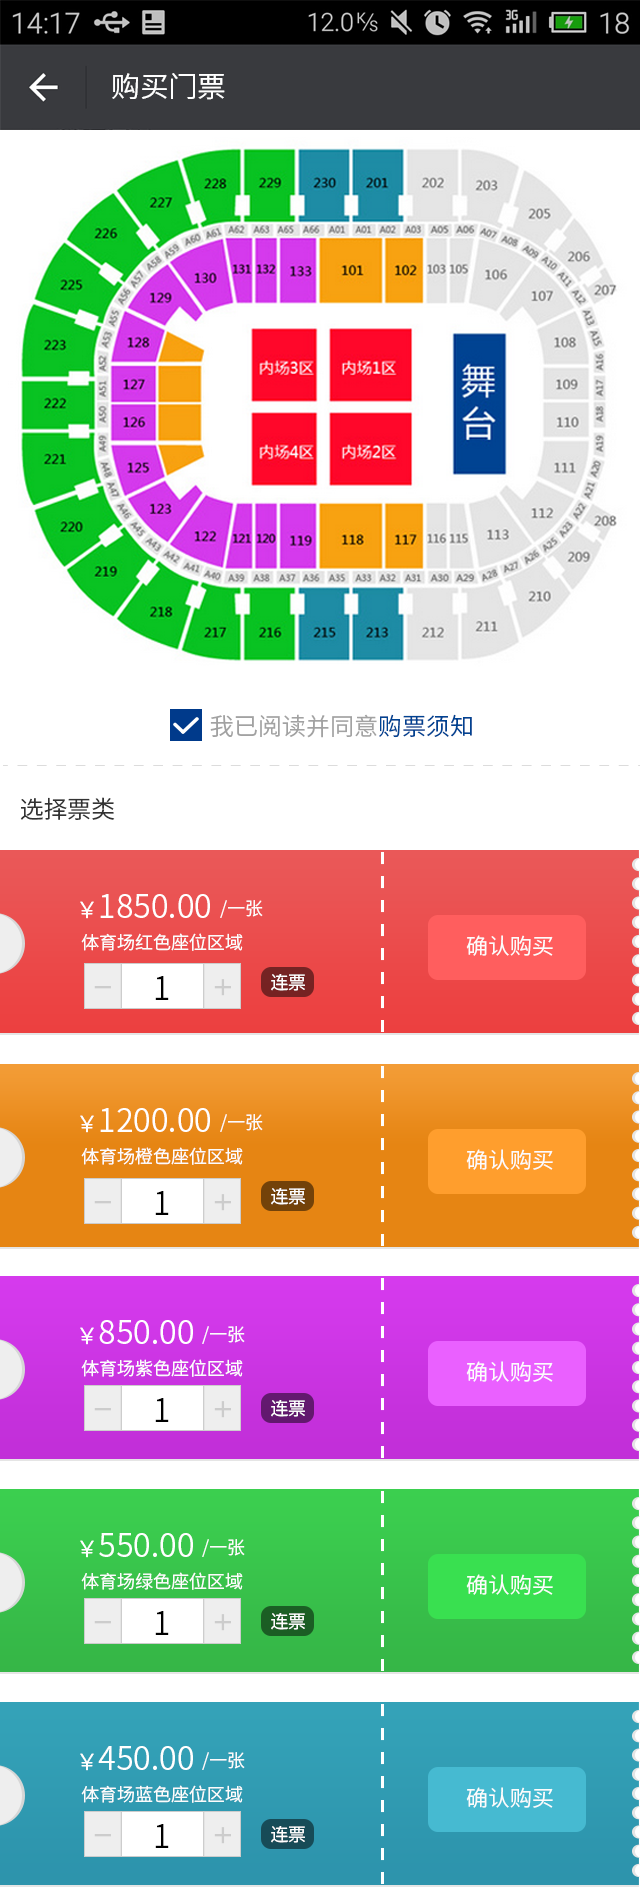 14:17 12.0K/s 3G 18
购买门票
228 229 230 201 202 203
227 205
226 206
225 207
223
222
221
220
219
218
217 216 215 213 212 211
210
209
208
A62 A63 A65 A66 A01 A01 A02 A03 A05 A06
A61 A07
A60 A08
A59 A09
A58 A10
A57 A11
A56 A12
A55 A13
A53 A15
A52 A16
A51 A17
A50 A18
A49 A19
A48 A20
A47 A21
A46 A22
A45 A23
A43 A25
A42 A26
A41 A27
A40 A28
A39 A38 A37 A36 A35 A33 A32 A31 A30 A29
130 131 132 133 101 102 103 105 106
129 107
128 108
127 109
126 110
125 111
123 112
122 121 120 119 118 117 116 115 113
内场3区 内场1区
内场4区 内场2区
舞台
我已阅读并同意购票须知
选择票类
¥1850.00 /一张
体育场红色座位区域
1 连票
确认购买
¥1200.00 /一张
体育场橙色座位区域
1 连票
确认购买
¥850.00 /一张
体育场紫色座位区域
1 连票
确认购买
¥550.00 /一张
体育场绿色座位区域
1 连票
确认购买
¥450.00 /一张
体育场蓝色座位区域
1 连票
确认购买